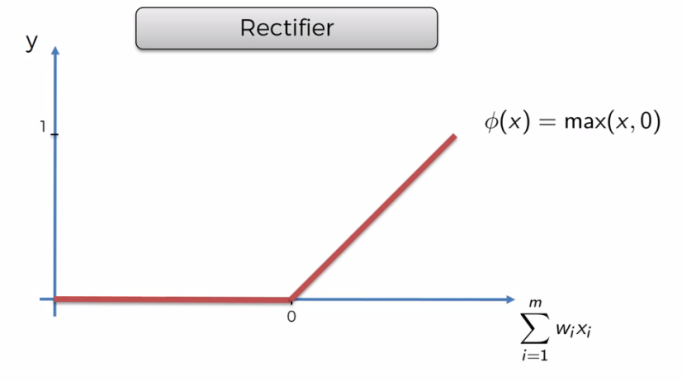 Rectifier
y
1
ϕ(x) = max(x, 0)
0
m
∑ wᵢxᵢ
i=1